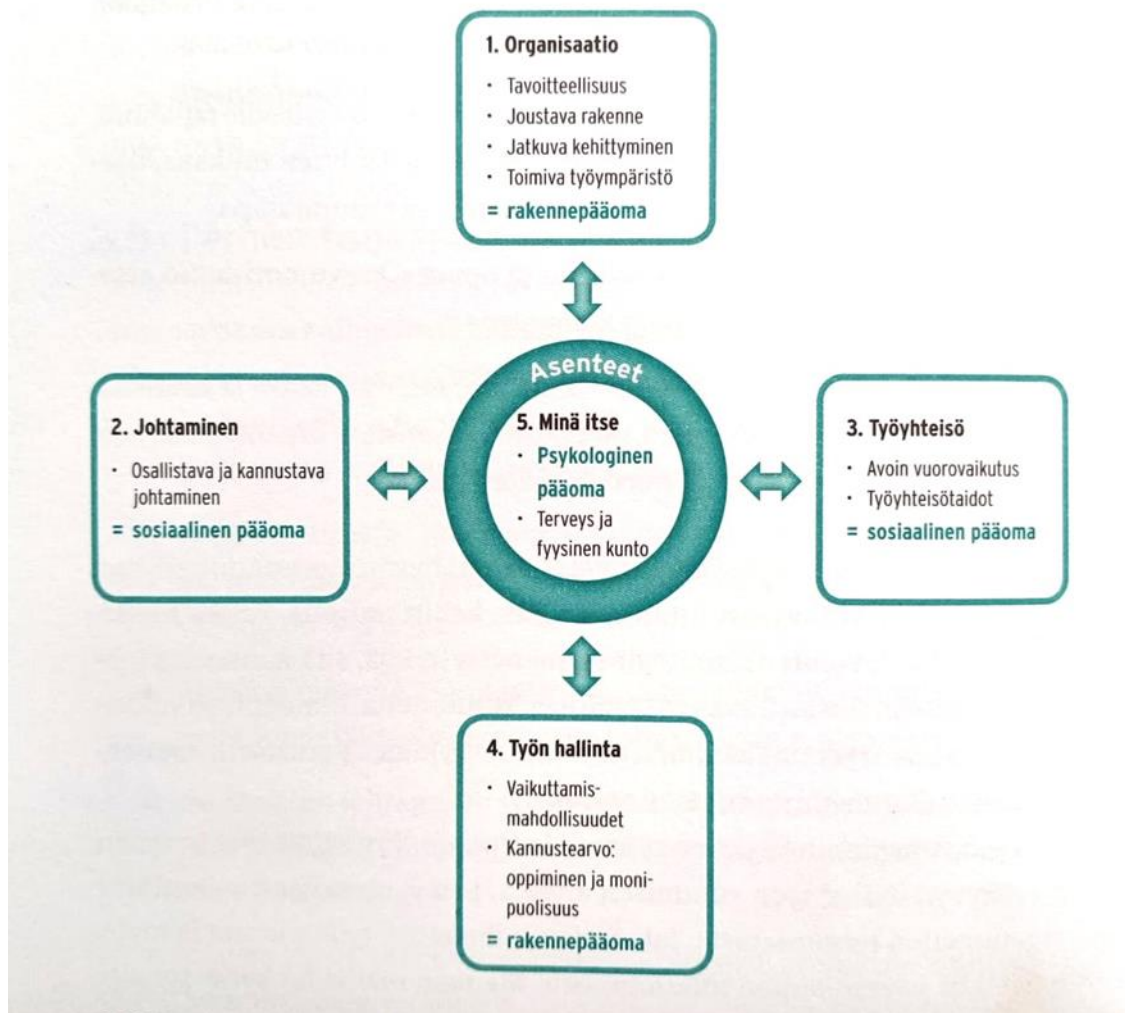 1. Organisaatio
• Tavoitteellisuus
• Joustava rakenne
• Jatkuva kehittyminen
• Toimiva työympäristö
= rakennepääoma
Asenteet
2. Johtaminen
• Osallistava ja kannustava
johtaminen
= sosiaalinen pääoma
5. Minä itse
• Psykologinen
pääoma
• Terveys ja
fyysinen kunto
3. Työyhteisö
• Avoin vuorovaikutus
• Työyhteisötaidot
= sosiaalinen pääoma
4. Työn hallinta
• Vaikuttamis-
mahdollisuudet
• Kannustearvo:
oppiminen ja moni-
puolisuus
= rakennepääoma